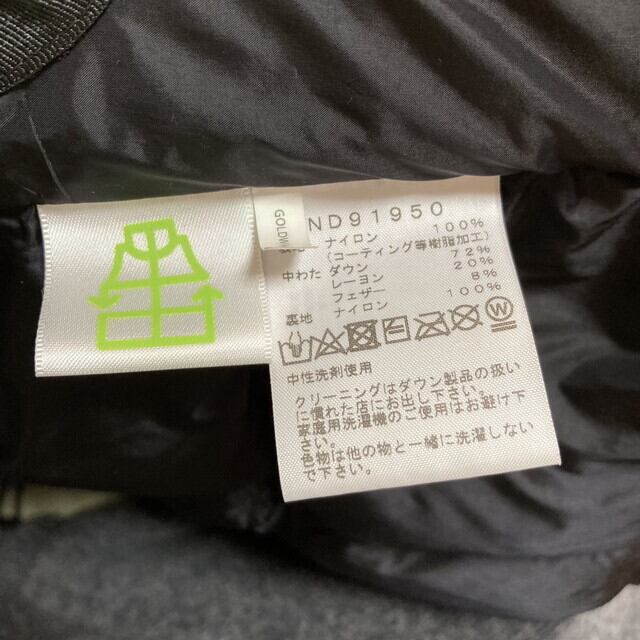 GOLDW
ND91950
ナイロン 100%
(コーティング等樹脂加工)
中わた ダウン 72%
レーヨン 20%
フェザー 8%
裏地 ナイロン 100%
W
中性洗剤使用
クリーニングはダウン製品の扱い
に慣れた店にお出し下さい。
家庭用洗濯機のご使用はお避け下
さい。
色物は他の物と一緒に洗濯しない
で下さい。